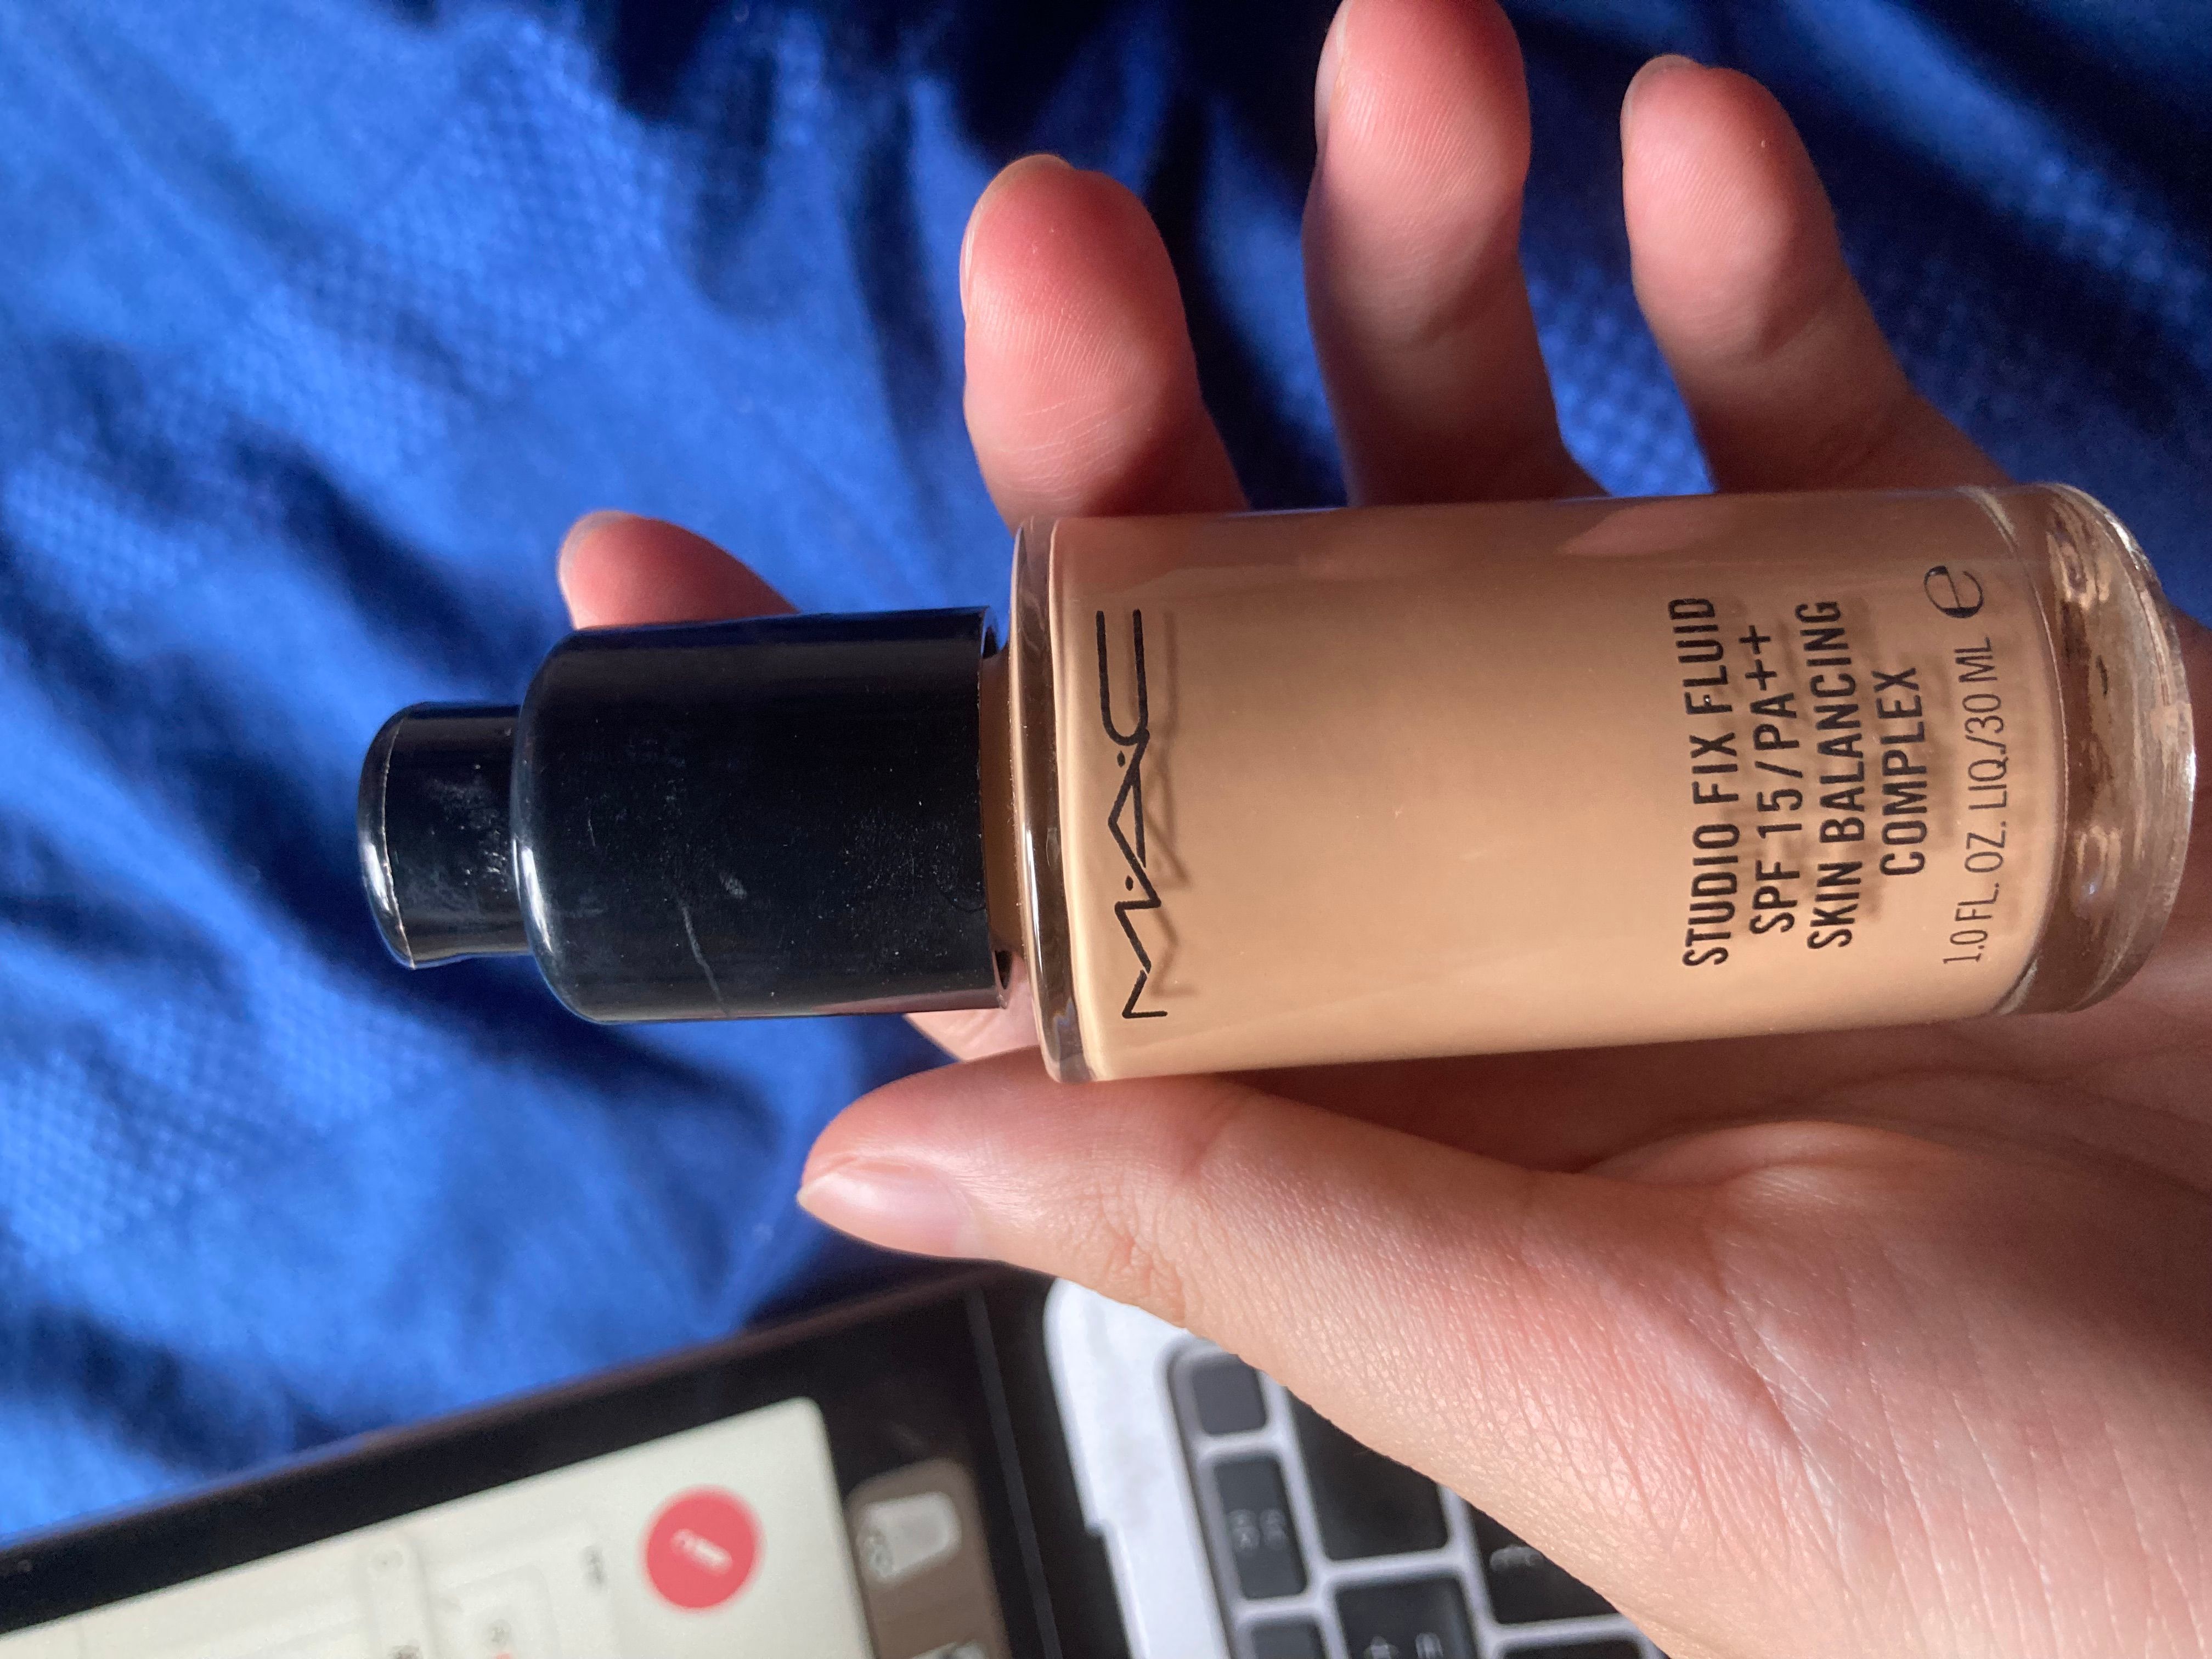 M·A·C
STUDIO FIX FLUID
SPF 15/PA++
SKIN BALANCING
COMPLEX
1.0 FL. OZ. LIQ./30 ML e